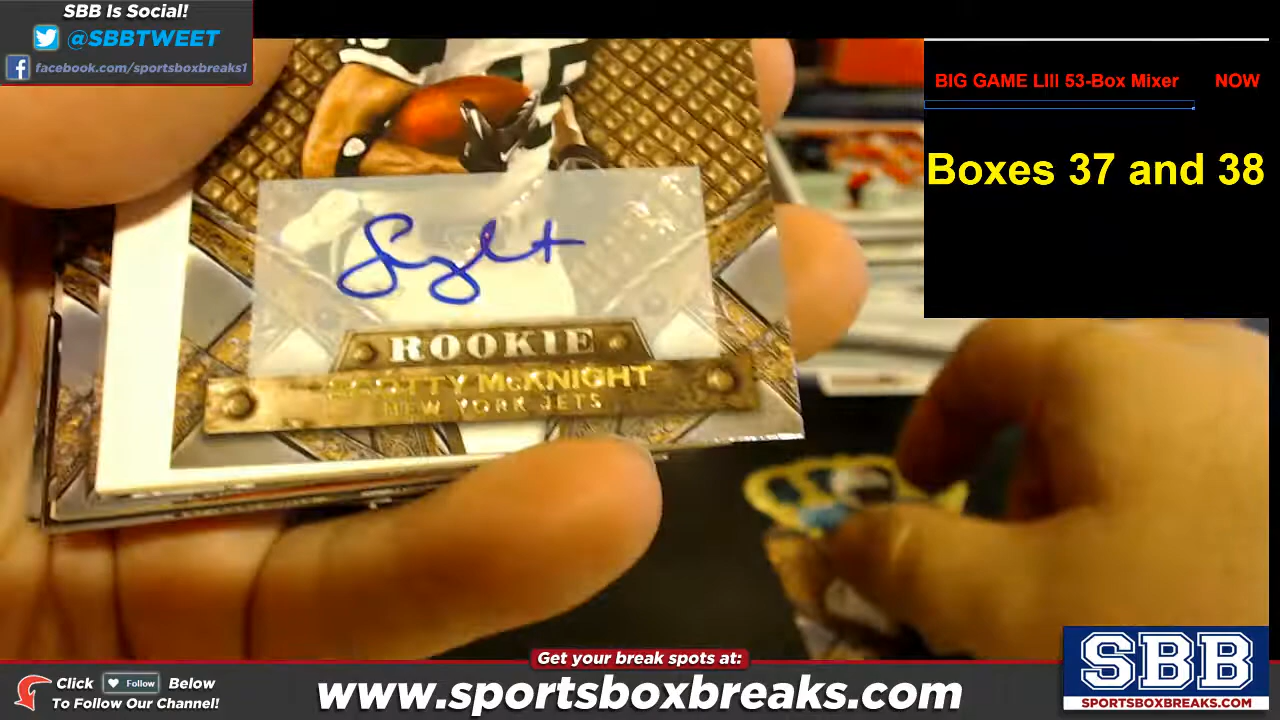 SBB Is Social!
@SBBTWEET
facebook.com/sportsboxbreaks1
BIG GAME LIII 53-Box Mixer NOW
Boxes 37 and 38
ROOKIE
SCOTTY McKNIGHT
NEW YORK JETS
Get your break spots at:
Click Follow Below
To Follow Our Channel!
www.sportsboxbreaks.com
SBB
SPORTSBOXBREAKS.COM